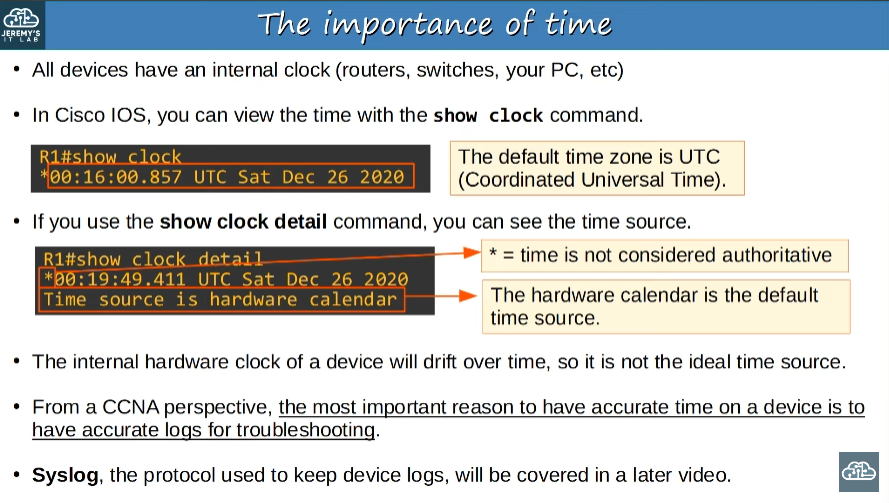 JEREMY'S
IT LAB
The importance of time
• All devices have an internal clock (routers, switches, your PC, etc)
• In Cisco IOS, you can view the time with the show clock command.
R1#show clock
*00:16:00.857 UTC Sat Dec 26 2020
The default time zone is UTC
(Coordinated Universal Time).
• If you use the show clock detail command, you can see the time source.
R1#show clock detail
*00:19:49.411 UTC Sat Dec 26 2020
Time source is hardware calendar
* = time is not considered authoritative
The hardware calendar is the default
time source.
• The internal hardware clock of a device will drift over time, so it is not the ideal time source.
• From a CCNA perspective, the most important reason to have accurate time on a device is to
have accurate logs for troubleshooting.
• Syslog, the protocol used to keep device logs, will be covered in a later video.